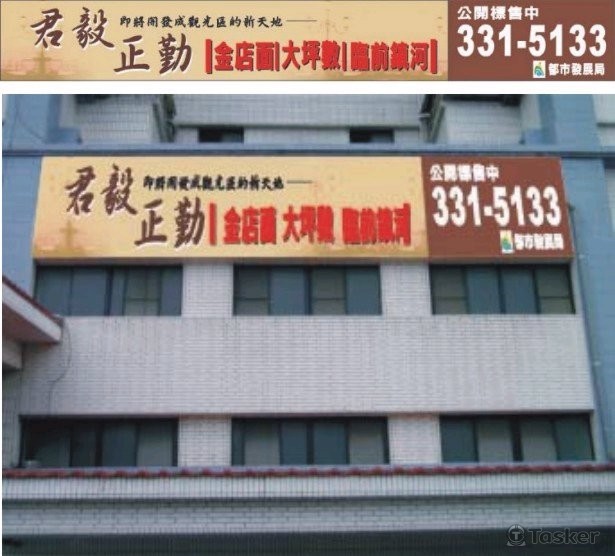 君毅
正勤
即將開發成觀光區的新天地
金店面|大坪數|臨前鎮河
公開標售中
331-5133
都市發展局
君毅
正勤
即將開發成觀光區的新天地
金店面 大坪數 臨前鎮河
公開標售中
331-5133
都市發展局
Tasker